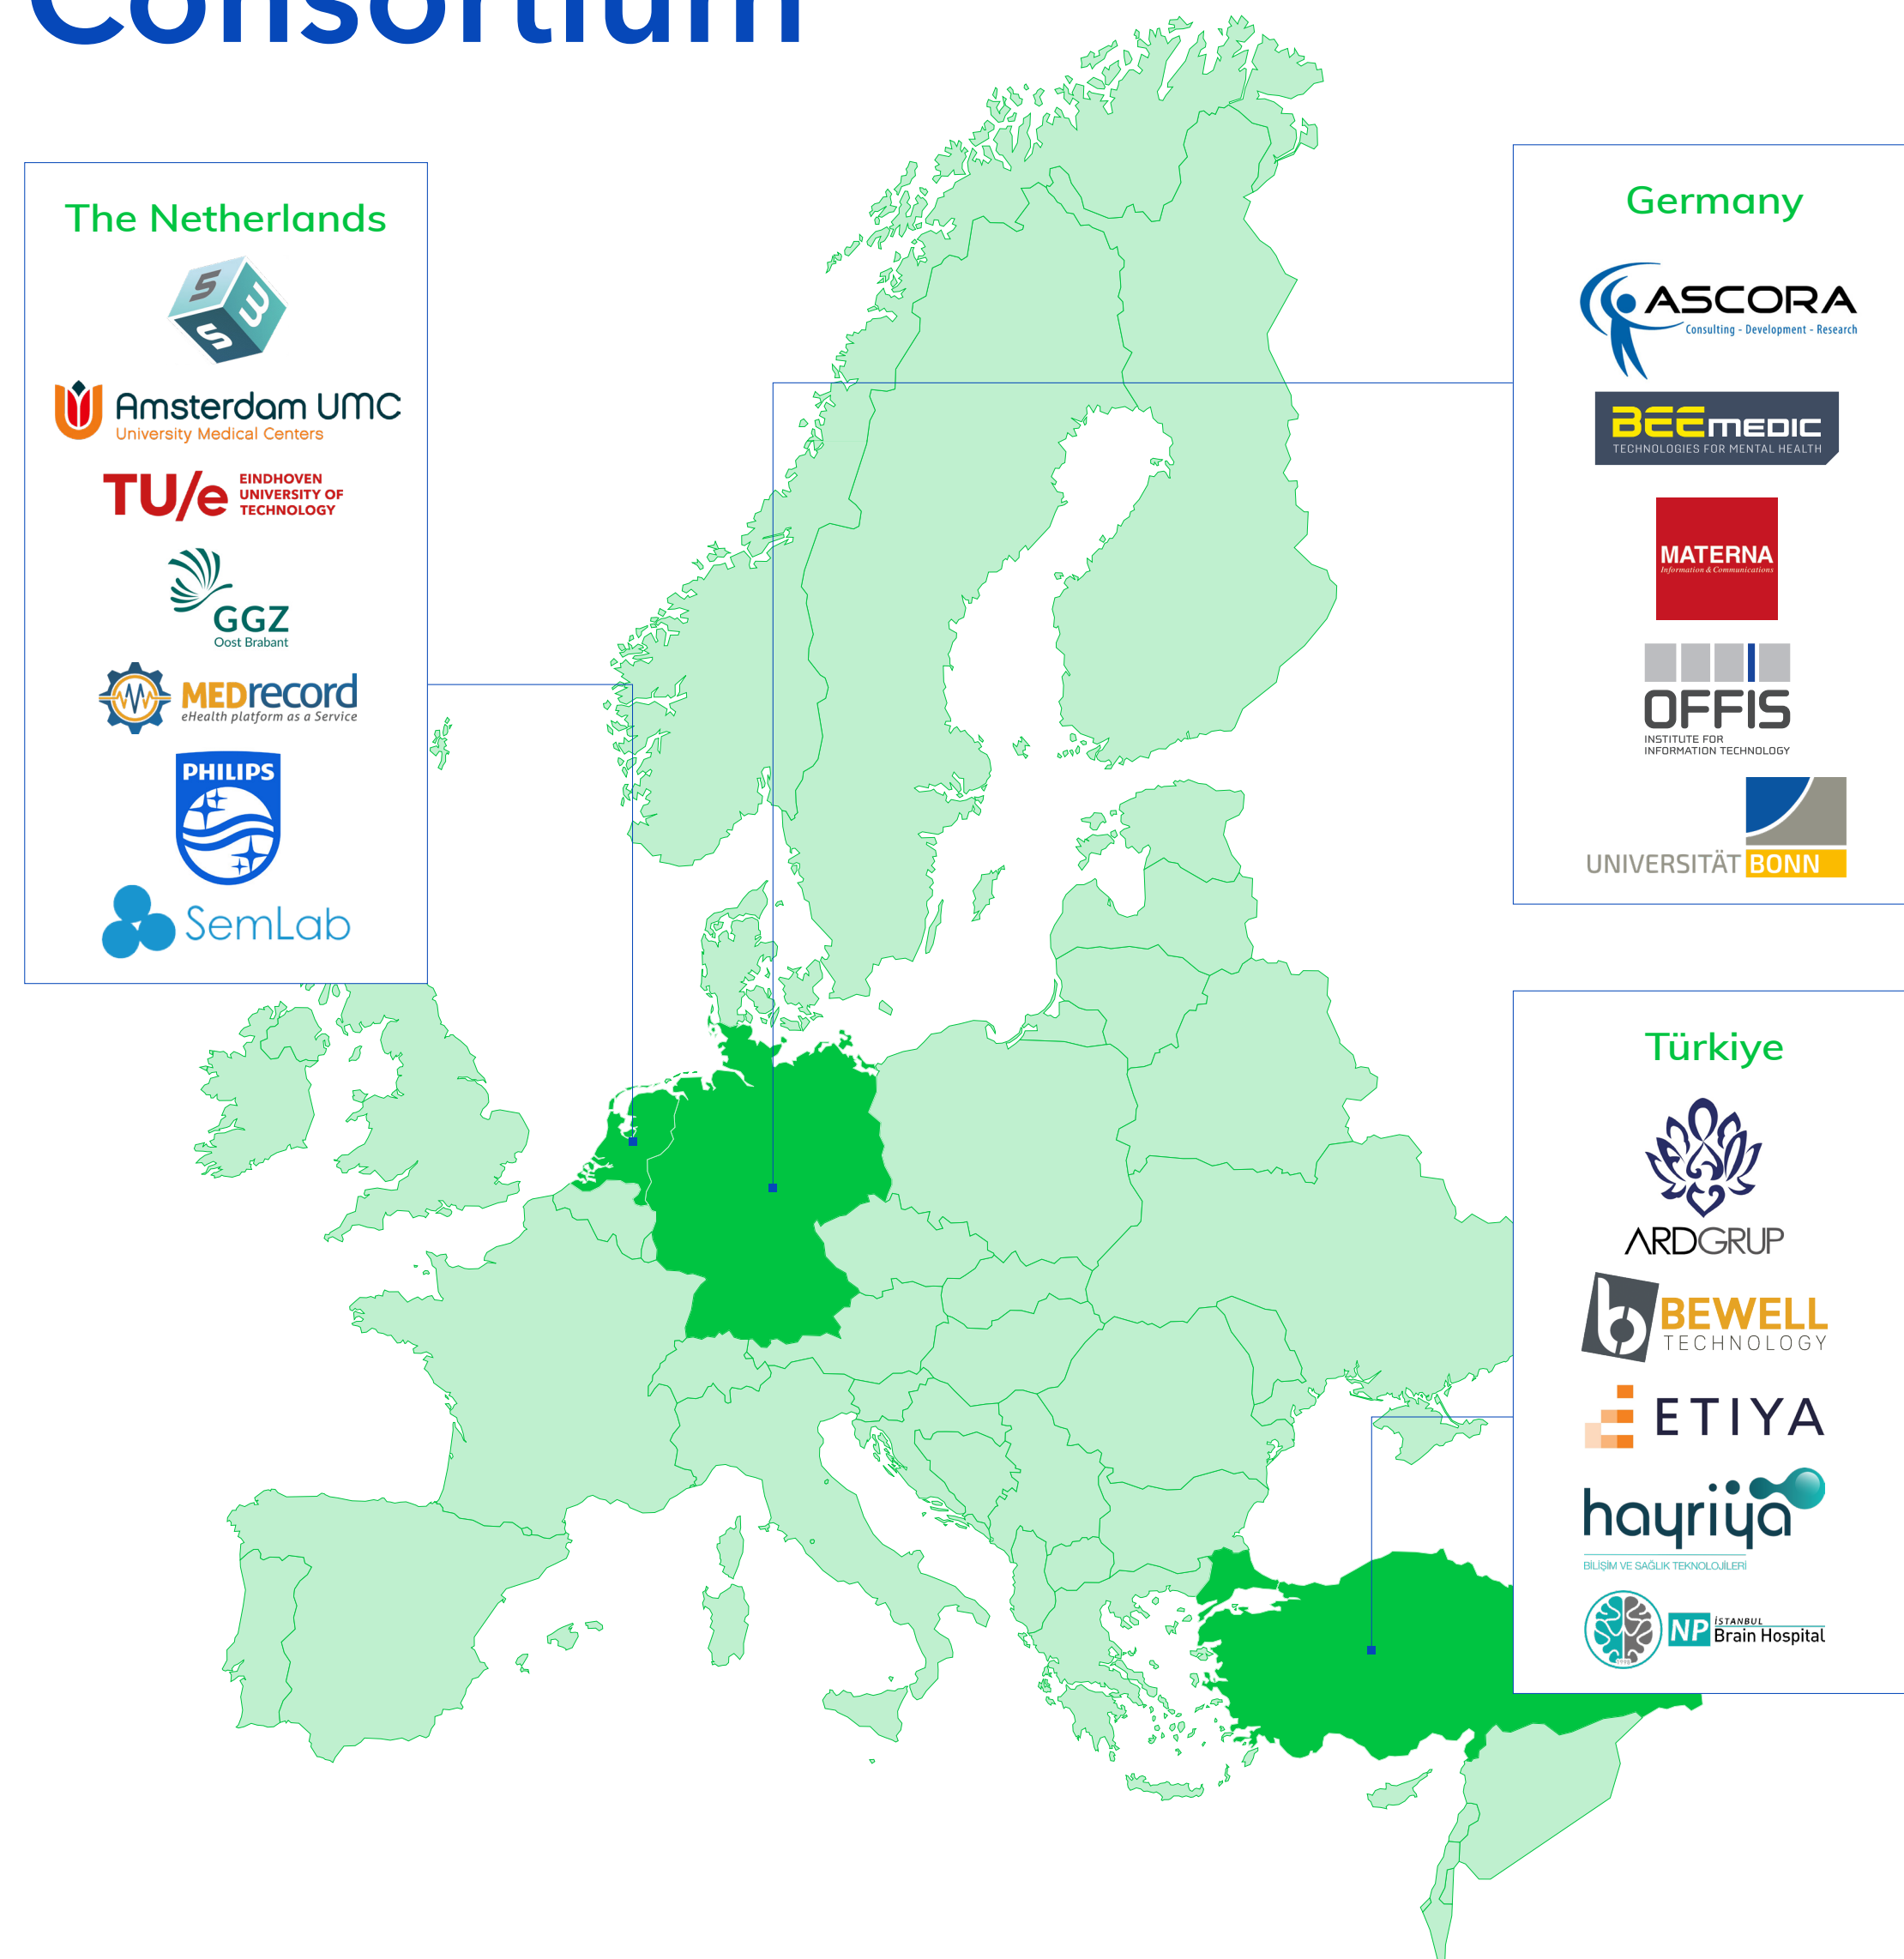 Consortium
The Netherlands
S
W
S
Amsterdam UMC
University Medical Centers
TU/e EINDHOVEN
UNIVERSITY OF
TECHNOLOGY
GGZ
Oost Brabant
MEDrecord
eHealth platform as a Service
PHILIPS
SemLab
Germany
ASCORA
Consulting - Development - Research
BEEMEDIC
TECHNOLOGIES FOR MENTAL HEALTH
MATERNA
Information & Communications
OFFIS
INSTITUTE FOR
INFORMATION TECHNOLOGY
UNIVERSITÄT BONN
Türkiye
ARDGRUP
b BEWELL
TECHNOLOGY
ETIYA
hayriya
BİLİŞİM VE SAĞLIK TEKNOLOJİLERİ
NP İSTANBUL
Brain Hospital